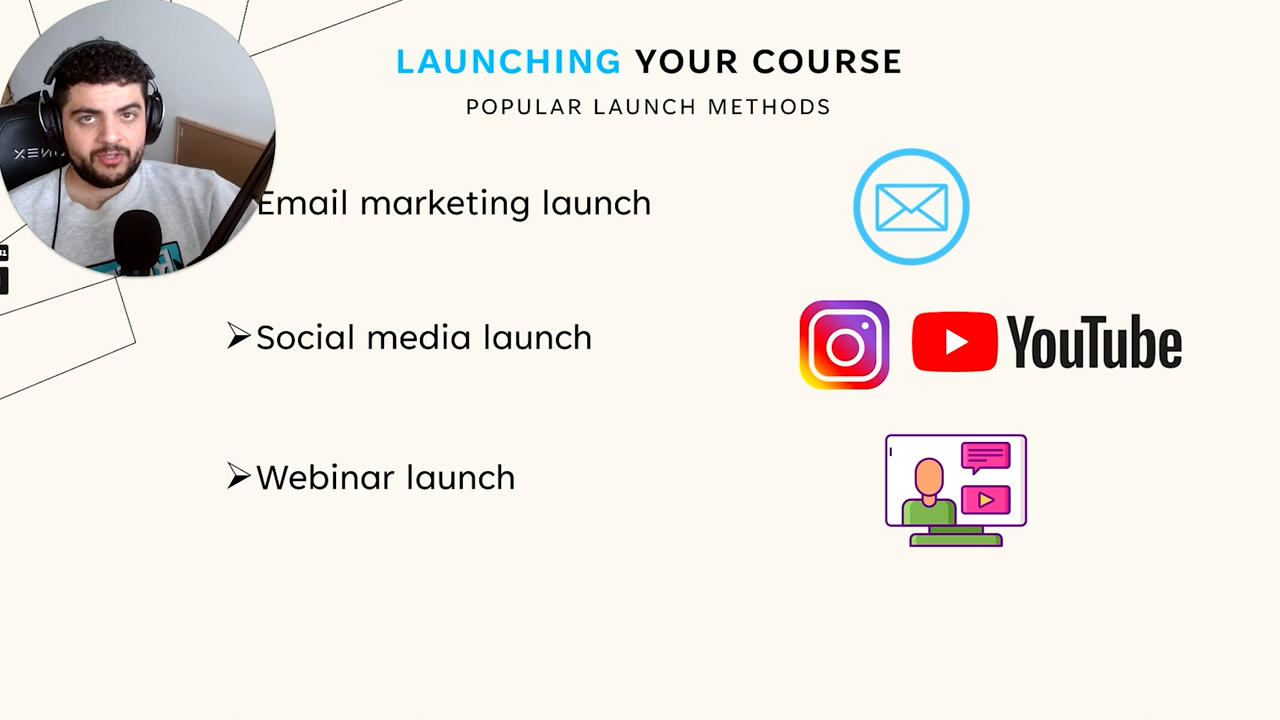 LAUNCHING YOUR COURSE
POPULAR LAUNCH METHODS
Email marketing launch
Social media launch
YouTube
Webinar launch